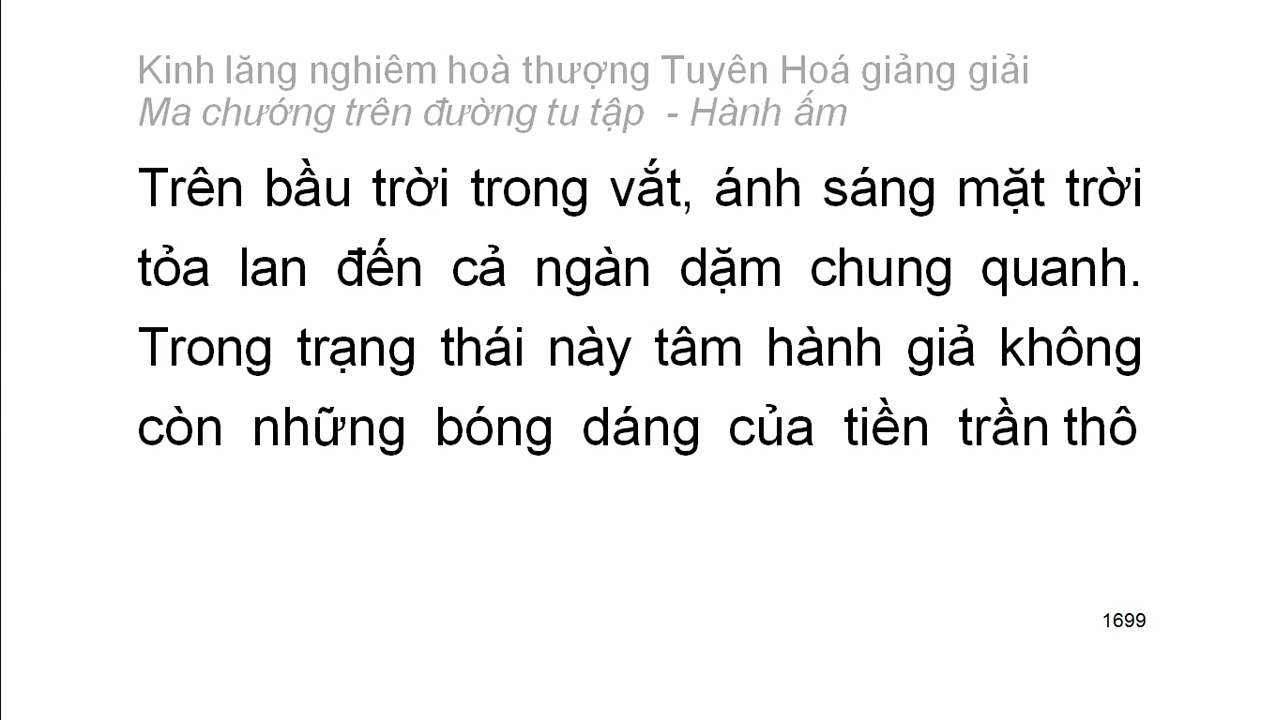 Kinh lăng nghiêm hoà thượng Tuyên Hoá giảng giải
Ma chướng trên đường tu tập - Hành ấm
Trên bầu trời trong vắt, ánh sáng mặt trời
tỏa lan đến cả ngàn dặm chung quanh.
Trong trạng thái này tâm hành giả không
còn những bóng dáng của tiền trần thô
1699